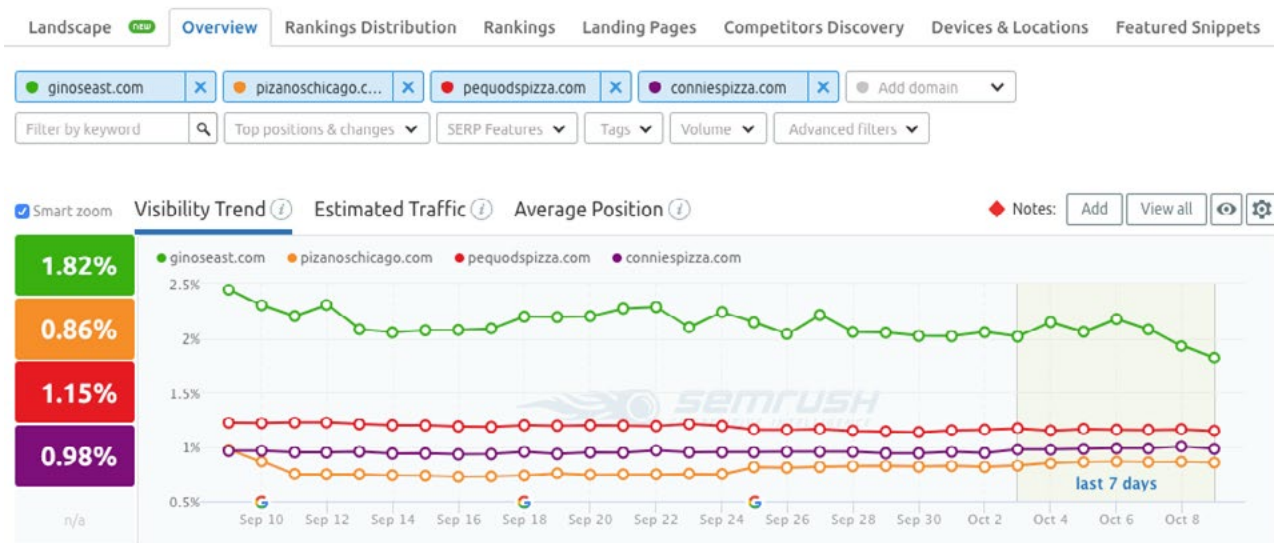 Landscape new Overview Rankings Distribution Rankings Landing Pages Competitors Discovery Devices & Locations Featured Snippets
ginoseast.com pizanoschicago.c... pequodspizza.com conniespizza.com Add domain
Filter by keyword Top positions & changes SERP Features Tags Volume Advanced filters
Smart zoom Visibility Trend i Estimated Traffic i Average Position i Notes: Add View all
1.82%
0.86%
1.15%
0.98%
n/a
ginoseast.com pizanoschicago.com pequodspizza.com conniespizza.com
2.5%
2%
1.5%
semrush
1%
last 7 days
0.5%
G G G
Sep 10 Sep 12 Sep 14 Sep 16 Sep 18 Sep 20 Sep 22 Sep 24 Sep 26 Sep 28 Sep 30 Oct 2 Oct 4 Oct 6 Oct 8